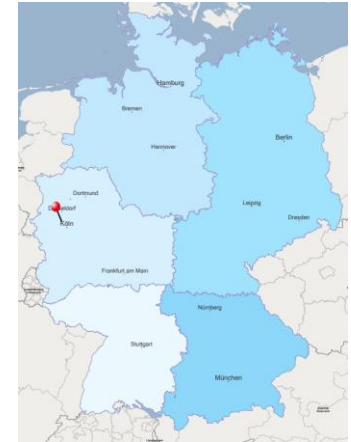 Hamburg
Bremen
Hannover
Berlin
Dortmund
Köln
Leipzig
Dresden
Frankfurt am Main
Nürnberg
Stuttgart
München